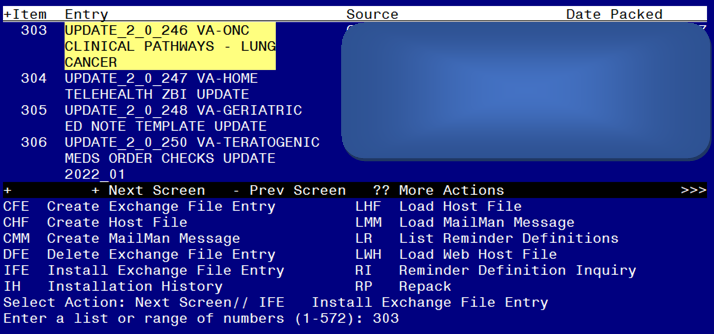 +Item  Entry  Source  Date Packed
303  UPDATE_2_0_246 VA-ONC
CLINICAL PATHWAYS - LUNG
CANCER
304  UPDATE_2_0_247 VA-HOME
TELEHEALTH ZBI UPDATE
305  UPDATE_2_0_248 VA-GERIATRIC
ED NOTE TEMPLATE UPDATE
306  UPDATE_2_0_250 VA-TERATOGENIC
MEDS ORDER CHECKS UPDATE
2022_01
+  + Next Screen  - Prev Screen  ?? More Actions  >>>
CFE  Create Exchange File Entry  LHF  Load Host File
CHF  Create Host File  LMM  Load MailMan Message
CMM  Create MailMan Message  LR  List Reminder Definitions
DFE  Delete Exchange File Entry  LWH  Load Web Host File
IFE  Install Exchange File Entry  RI  Reminder Definition Inquiry
IH  Installation History  RP  Repack
Select Action: Next Screen// IFE  Install Exchange File Entry
Enter a list or range of numbers (1-572): 303